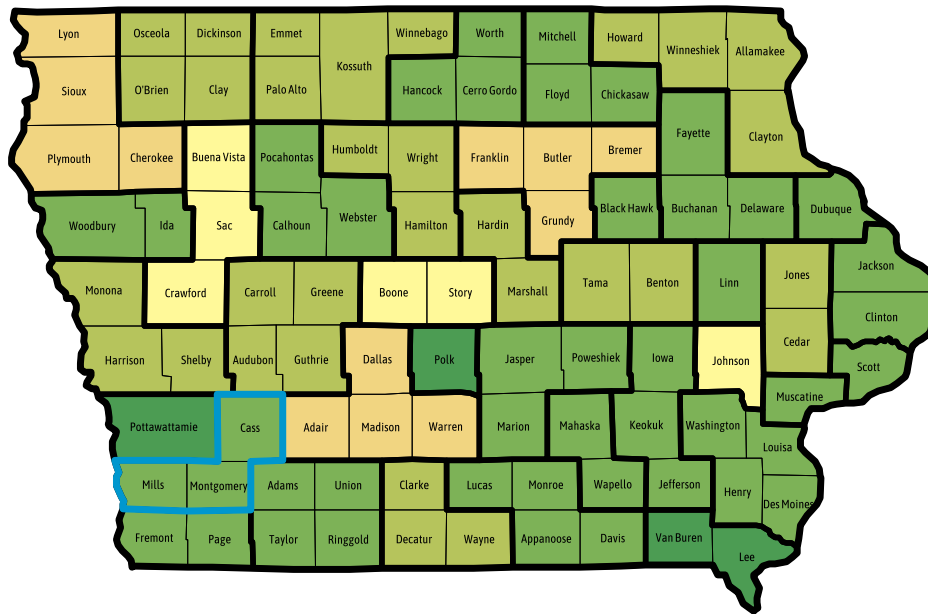 Lyon
Osceola
Dickinson
Emmet
Kossuth
Winnebago
Worth
Mitchell
Howard
Winneshiek
Allamakee
Sioux
O'Brien
Clay
Palo Alto
Hancock
Cerro Gordo
Floyd
Chickasaw
Fayette
Clayton
Plymouth
Cherokee
Buena Vista
Pocahontas
Humboldt
Wright
Franklin
Butler
Bremer
Woodbury
Ida
Sac
Calhoun
Webster
Hamilton
Hardin
Grundy
Black Hawk
Buchanan
Delaware
Dubuque
Monona
Crawford
Carroll
Greene
Boone
Story
Marshall
Tama
Benton
Linn
Jones
Jackson
Clinton
Harrison
Shelby
Audubon
Guthrie
Dallas
Polk
Jasper
Poweshiek
Iowa
Johnson
Cedar
Scott
Muscatine
Pottawattamie
Cass
Adair
Madison
Warren
Marion
Mahaska
Keokuk
Washington
Louisa
Mills
Montgomery
Adams
Union
Clarke
Lucas
Monroe
Wapello
Jefferson
Henry
Des Moines
Fremont
Page
Taylor
Ringgold
Decatur
Wayne
Appanoose
Davis
Van Buren
Lee